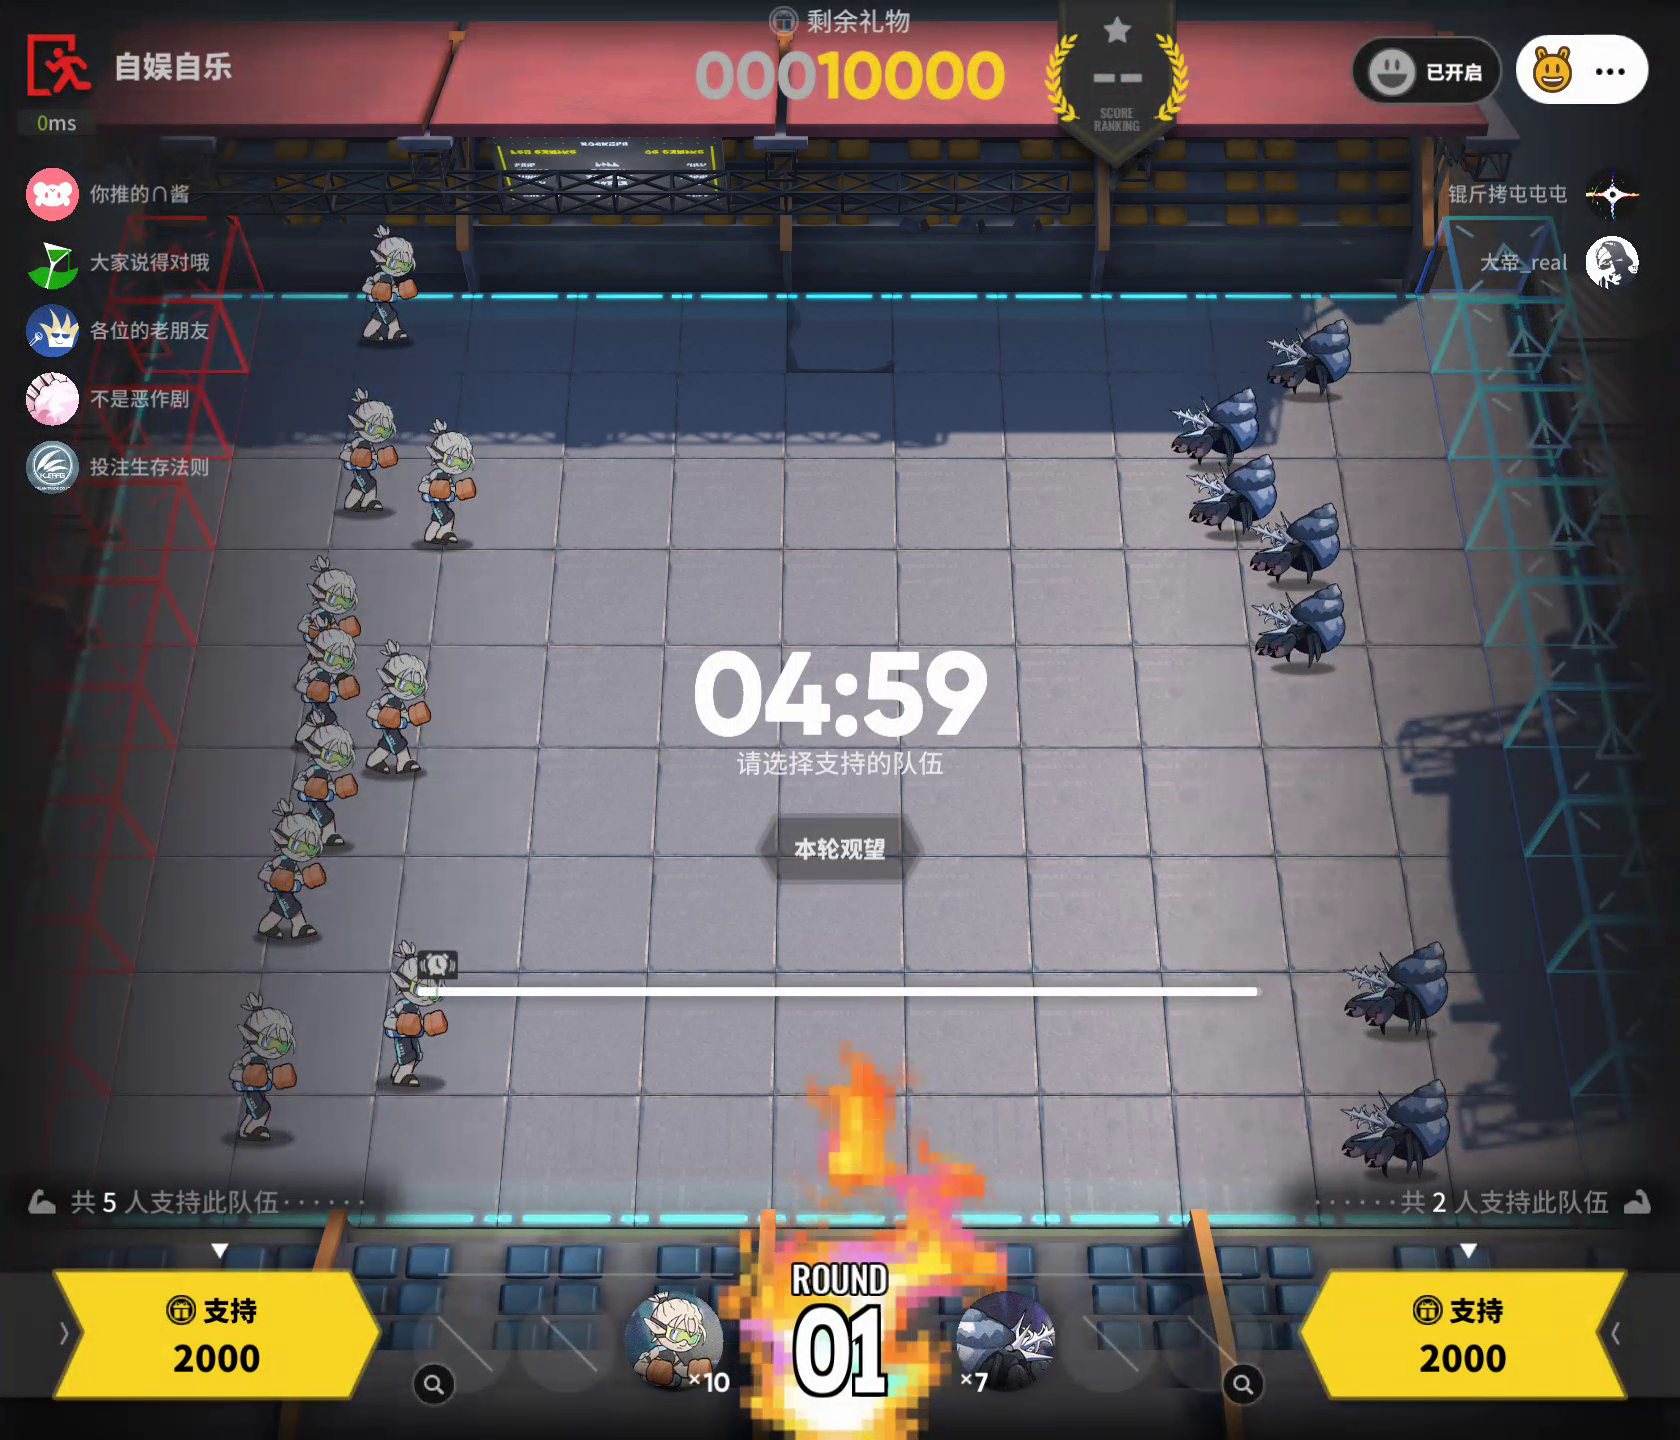 自娱自乐
0ms
剩余礼物
00010000
SCORE
RANKING
已开启
你推的∩酱
大家说得对哦
各位的老朋友
不是恶作剧
投注生存法则
锟斤拷屯屯屯
大帝_real
04:59
请选择支持的队伍
本轮观望
共 5 人支持此队伍······
······共 2 人支持此队伍
支持
2000
×10
ROUND
01
×7
支持
2000